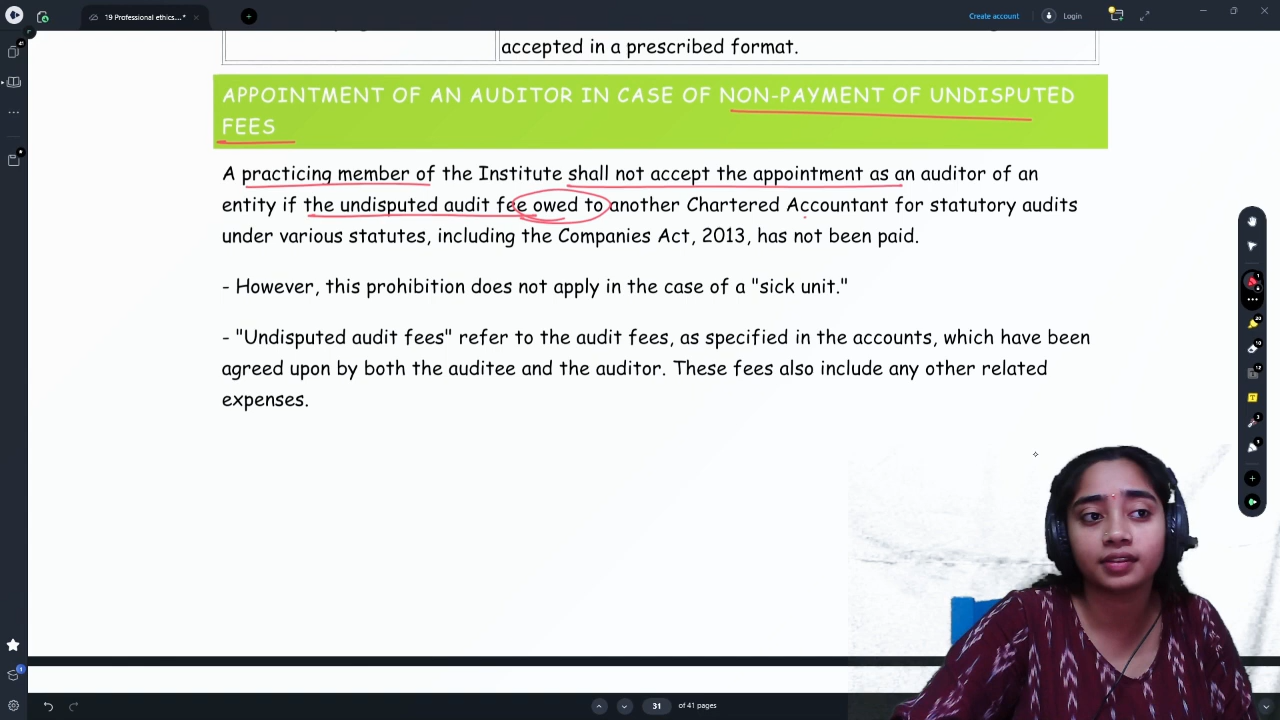 19 Professional ethics....*
Create account
Login
accepted in a prescribed format.
APPOINTMENT OF AN AUDITOR IN CASE OF NON-PAYMENT OF UNDISPUTED
FEES
A practicing member of the Institute shall not accept the appointment as an auditor of an
entity if the undisputed audit fee owed to another Chartered Accountant for statutory audits
under various statutes, including the Companies Act, 2013, has not been paid.
- However, this prohibition does not apply in the case of a "sick unit."
- "Undisputed audit fees" refer to the audit fees, as specified in the accounts, which have been
agreed upon by both the auditee and the auditor. These fees also include any other related
expenses.
31 of 41 pages